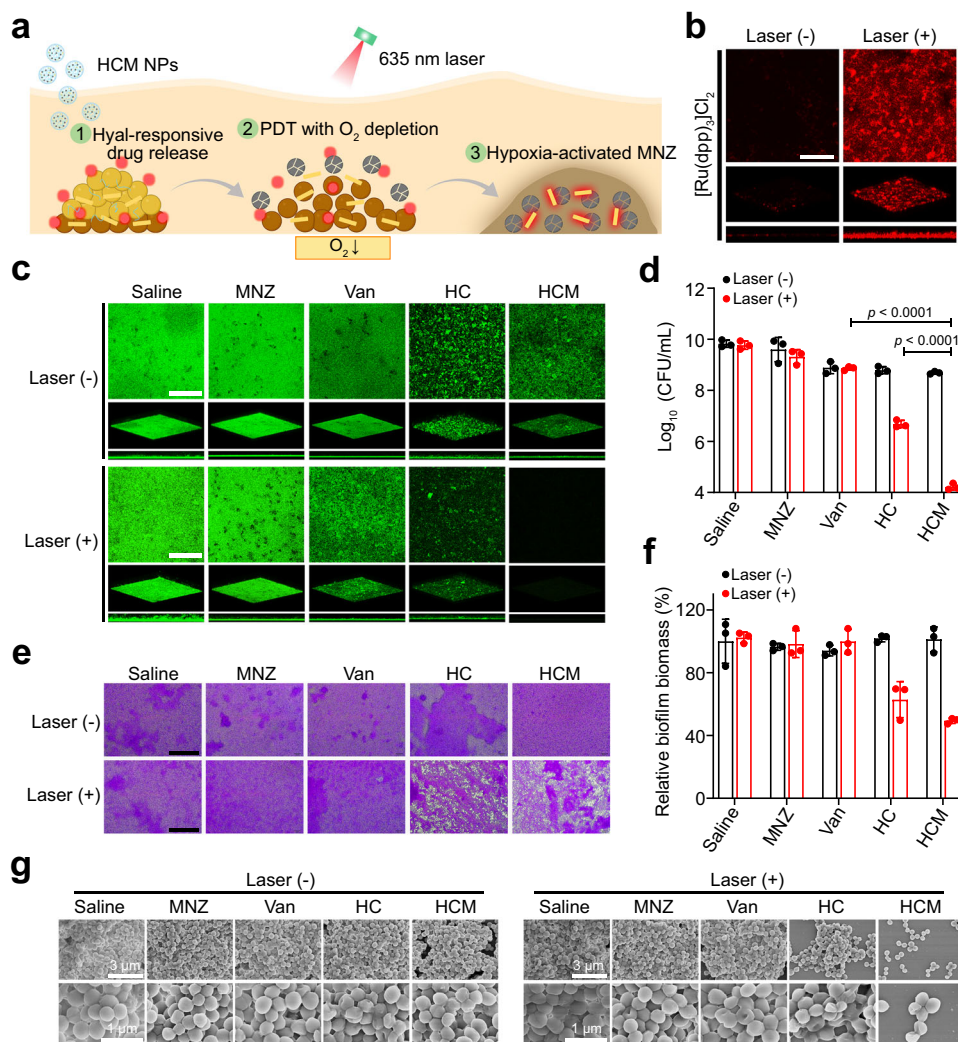 a
HCM NPs
635 nm laser
1 Hyal-responsive
drug release
2 PDT with O₂ depletion
3 Hypoxia-activated MNZ
O₂↓
b
Laser (-) Laser (+)
[Ru(dpp)₃]Cl₂
c
Saline MNZ Van HC HCM
Laser (-)
Laser (+)
d
Laser (-)
Laser (+)
p < 0.0001
p < 0.0001
Log₁₀ (CFU/mL)
12
10
8
6
4
Saline MNZ Van HC HCM
e
Saline MNZ Van HC HCM
Laser (-)
Laser (+)
f
Laser (-)
Laser (+)
Relative biofilm biomass (%)
120
80
40
0
Saline MNZ Van HC HCM
g
Laser (-) Laser (+)
Saline MNZ Van HC HCM Saline MNZ Van HC HCM
3 μm 3 μm
1 μm 1 μm